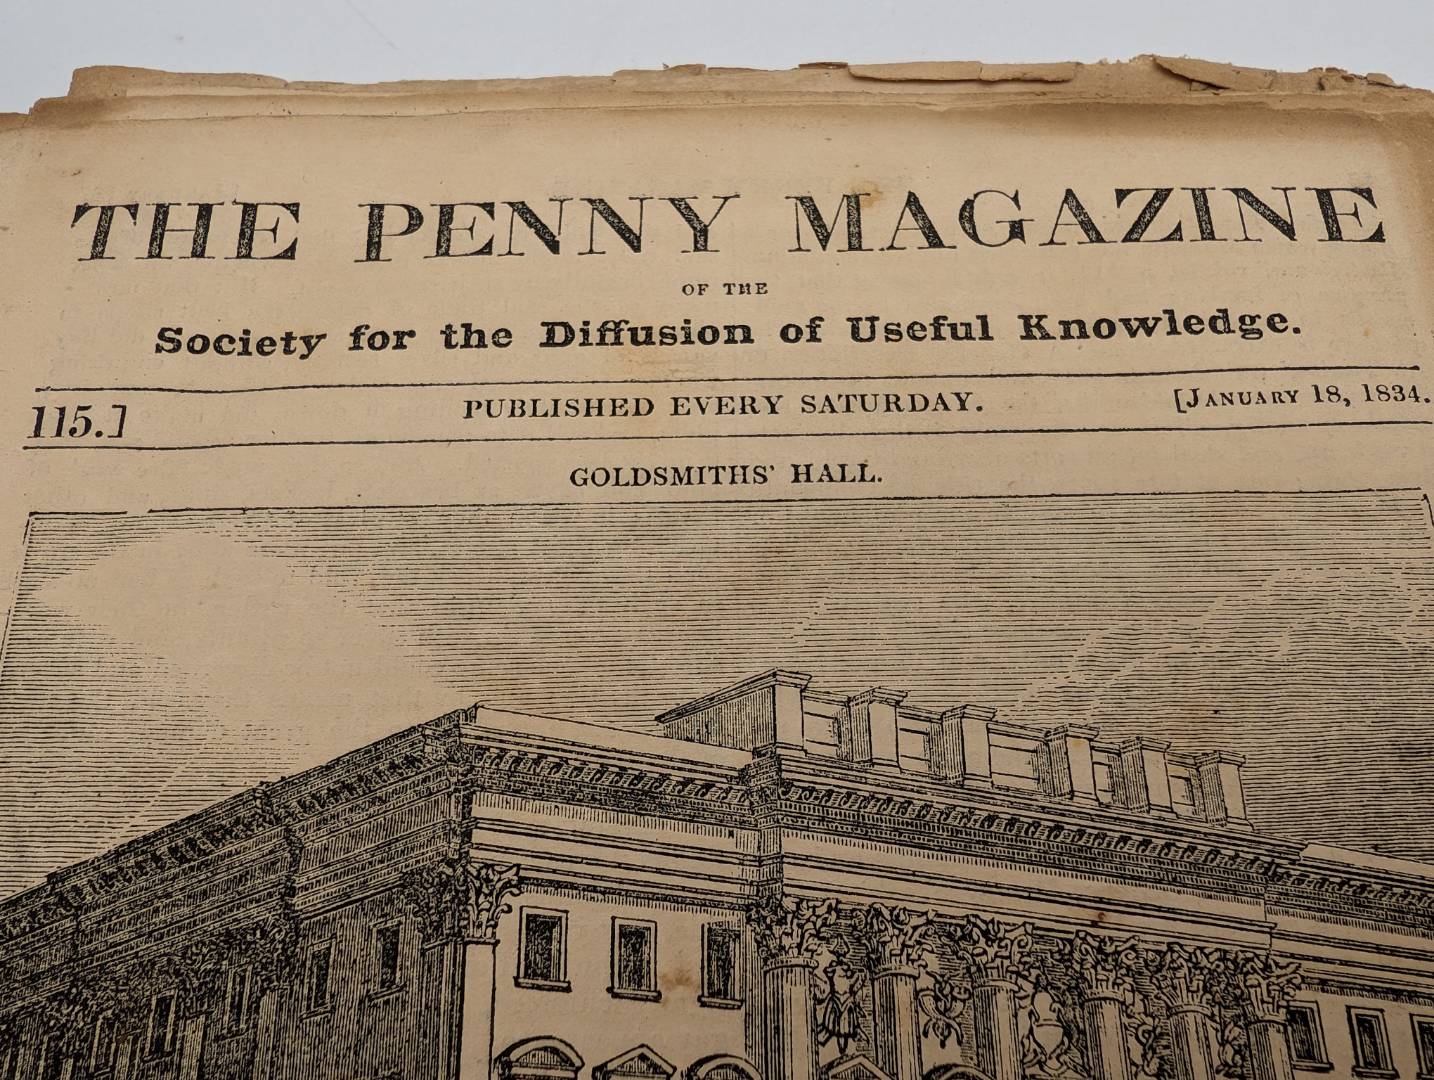 THE PENNY MAGAZINE
OF THE
Society for the Diffusion of Useful Knowledge.
115.] PUBLISHED EVERY SATURDAY. [JANUARY 18, 1834.
GOLDSMITHS' HALL.